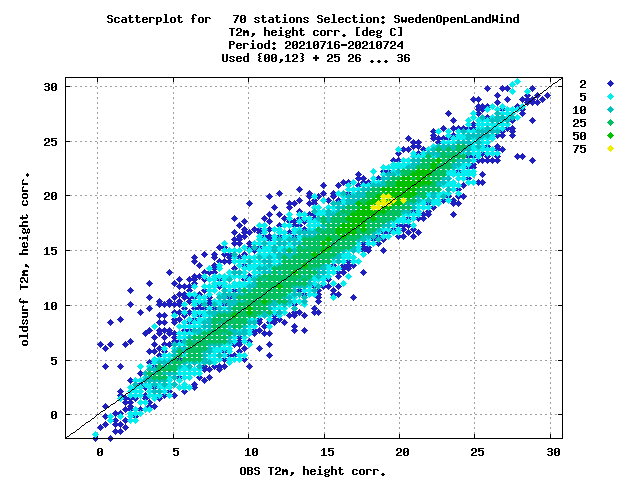 Scatterplot for   70 stations Selection: SwedenOpenLandWind
T2m, height corr. [deg C]
Period: 20210716-20210724
Used {00,12} + 25 26 ... 36
2
5
10
25
50
75
30
25
20
15
10
5
0
oldsurf T2m, height corr.
0 5 10 15 20 25 30
OBS T2m, height corr.